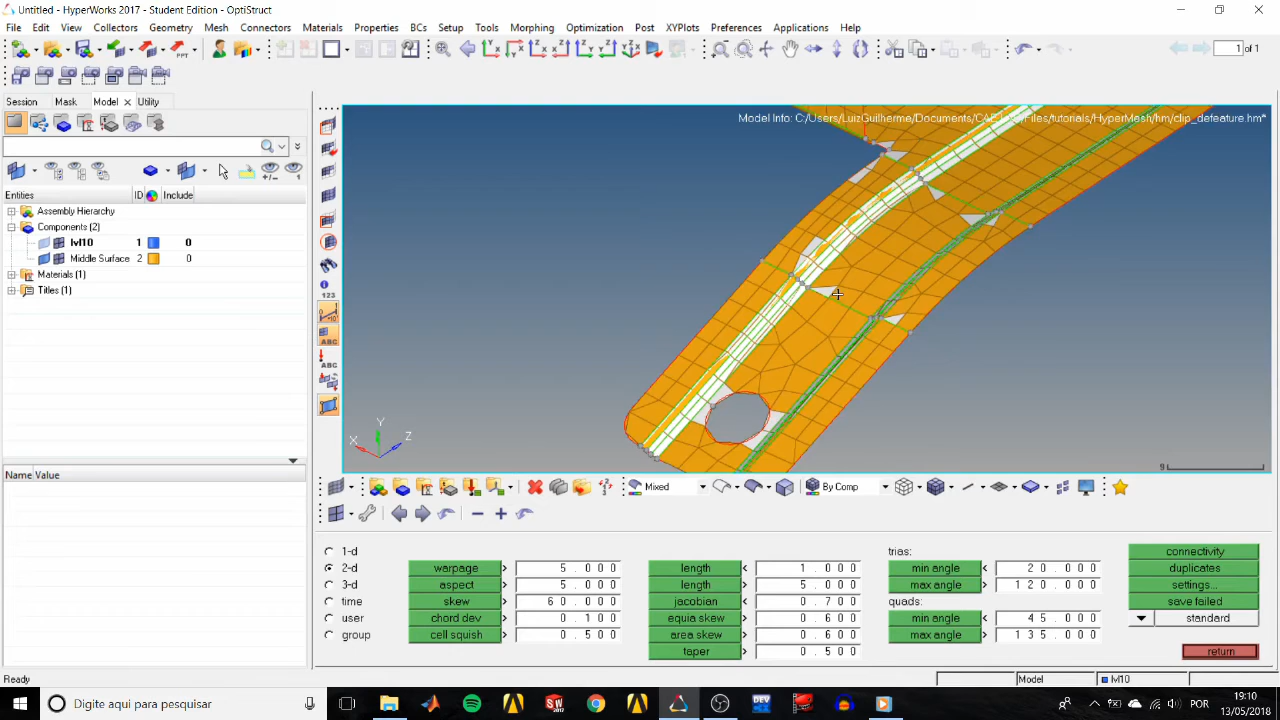 Untitled - HyperWorks 2017 - Student Edition - OptiStruct
File Edit View Collectors Geometry Mesh Connectors Materials Properties BCs Setup Tools Morphing Optimization Post XYPlots Preferences Applications Help
1 of 1
Session Mask Model Utility
Model Info: C:/Users/LuizGuilherme/Documents/CAE
Files/tutorials/HyperMesh/hm/clip_defeature.hm*
Entities ID Include
Assembly Hierarchy
Components (2)
lvl10 1 0
Middle Surface 2 0
Materials (1)
Titles (1)
123
ABC
ABC
X Y Z
9
Name Value
Mixed By Comp
1-d
2-d
3-d
time
user
group
warpage > 5.000
aspect > 5.000
skew > 60.000
chord dev > 0.100
cell squish > 0.500
length < 1.000
length > 5.000
jacobian < 0.700
equia skew > 0.600
area skew > 0.600
taper > 0.500
trias:
min angle < 20.000
max angle > 120.000
quads:
min angle < 45.000
max angle > 135.000
connectivity
duplicates
settings...
save failed
standard
return
Ready Model lvl10
Digite aqui para pesquisar
POR
19:10
13/05/2018